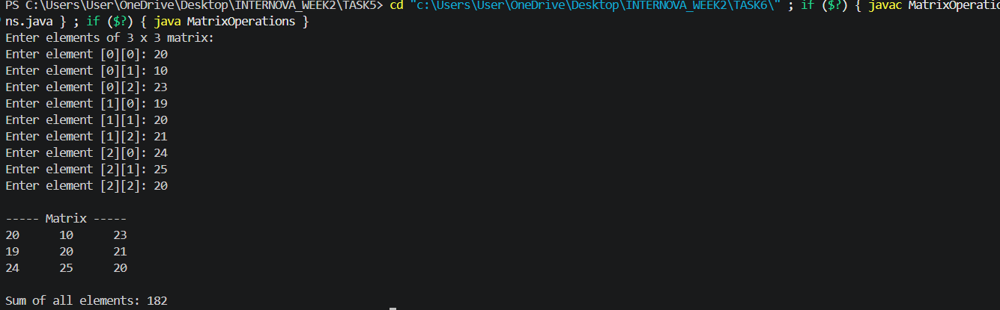 PS C:\Users\User\OneDrive\Desktop\INTERNOVA_WEEK2\TASK5> cd "c:\Users\User\OneDrive\Desktop\INTERNOVA_WEEK2\TASK6\" ; if ($?) { javac MatrixOperatio
ns.java } ; if ($?) { java MatrixOperations }
Enter elements of 3 x 3 matrix:
Enter element [0][0]: 20
Enter element [0][1]: 10
Enter element [0][2]: 23
Enter element [1][0]: 19
Enter element [1][1]: 20
Enter element [1][2]: 21
Enter element [2][0]: 24
Enter element [2][1]: 25
Enter element [2][2]: 20
----- Matrix -----
20 10 23
19 20 21
24 25 20
Sum of all elements: 182